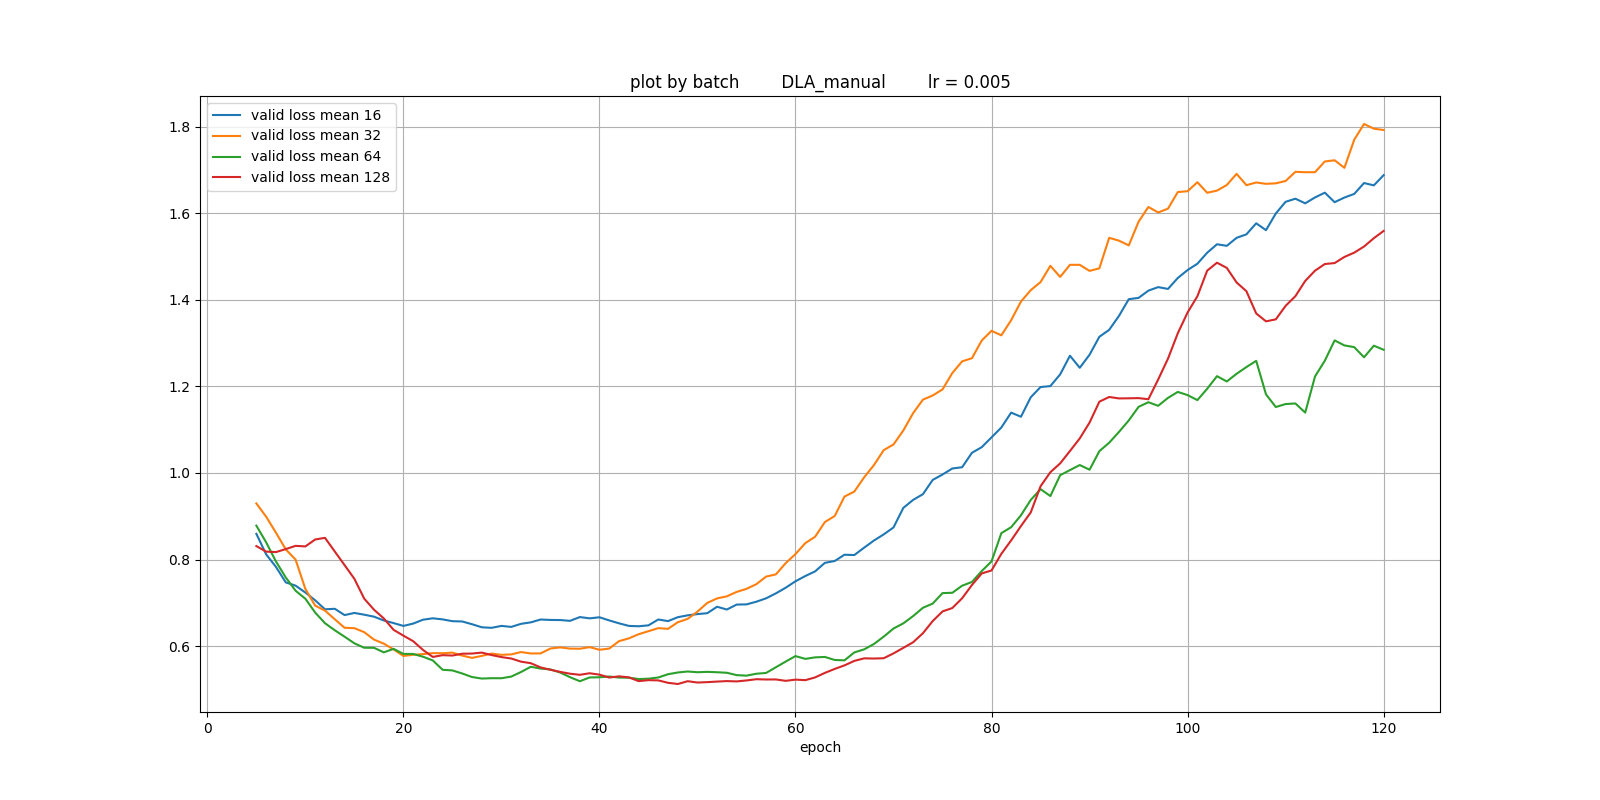 plot by batch DLA_manual lr = 0.005
valid loss mean 16
valid loss mean 32
valid loss mean 64
valid loss mean 128
1.8
1.6
1.4
1.2
1.0
0.8
0.6
0 20 40 60 80 100 120
epoch